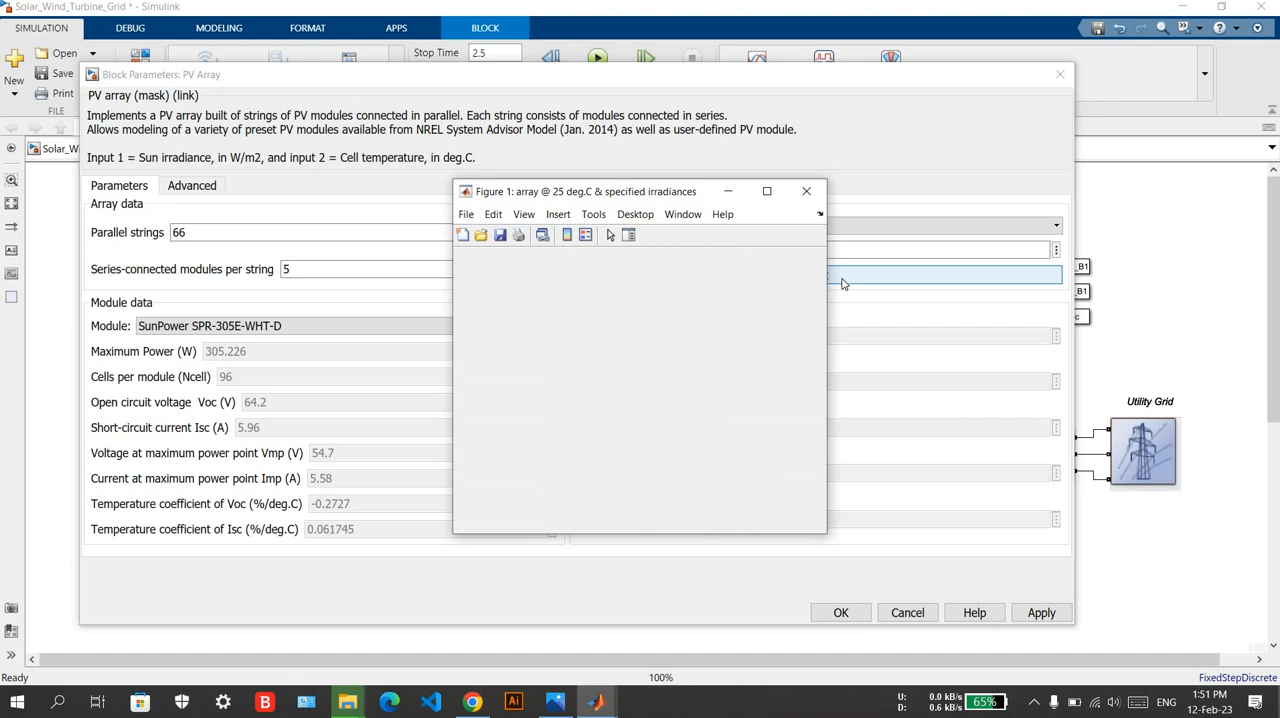 Solar_Wind_Turbine_Grid * - Simulink
SIMULATION DEBUG MODELING FORMAT APPS BLOCK
New
Open
Save
Print
FILE
Stop Time 2.5
Block Parameters: PV Array
PV array (mask) (link)
Implements a PV array built of strings of PV modules connected in parallel. Each string consists of modules connected in series.
Allows modeling of a variety of preset PV modules available from NREL System Advisor Model (Jan. 2014) as well as user-defined PV module.
Input 1 = Sun irradiance, in W/m2, and input 2 = Cell temperature, in deg.C.
Solar_W
Parameters Advanced
Array data
Parallel strings 66
Series-connected modules per string 5
Module data
Module: SunPower SPR-305E-WHT-D
Maximum Power (W) 305.226
Cells per module (Ncell) 96
Open circuit voltage Voc (V) 64.2
Short-circuit current Isc (A) 5.96
Voltage at maximum power point Vmp (V) 54.7
Current at maximum power point Imp (A) 5.58
Temperature coefficient of Voc (%/deg.C) -0.2727
Temperature coefficient of Isc (%/deg.C) 0.061745
Figure 1: array @ 25 deg.C & specified irradiances
File Edit View Insert Tools Desktop Window Help
_B1
_B1
c
Utility Grid
OK Cancel Help Apply
Ready 100% FixedStepDiscrete
U: 0.0 kB/s
D: 0.6 kB/s
65%
ENG
1:51 PM
12-Feb-23